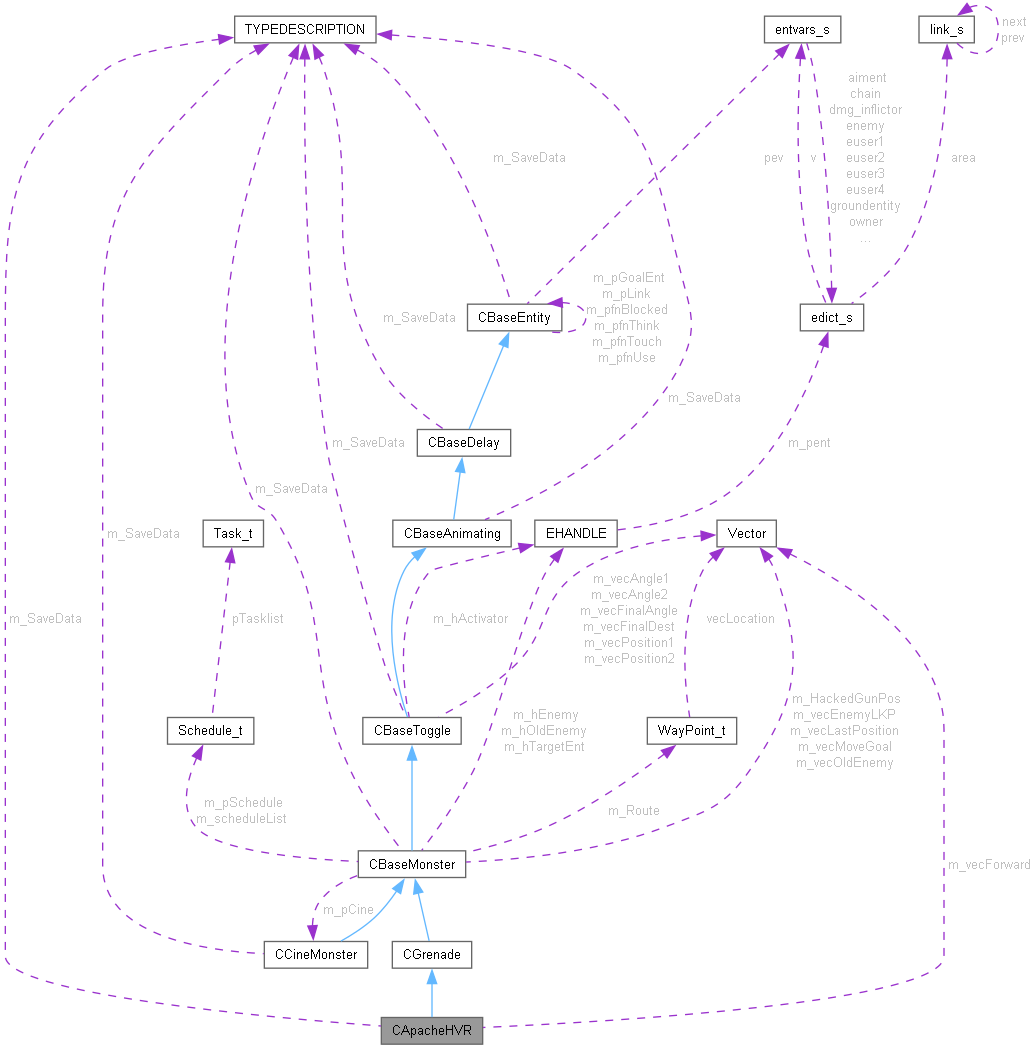 TYPEDESCRIPTION
entvars_s
link_s
next
prev
aiment
chain
dmg_inflictor
enemy
euser1
euser2
euser3
euser4
groundentity
owner
...
pev
v
area
m_SaveData
m_pGoalEnt
m_pLink
m_pfnBlocked
m_pfnThink
m_pfnTouch
m_pfnUse
CBaseEntity
edict_s
m_SaveData
m_SaveData
CBaseDelay
m_SaveData
m_pent
m_SaveData
m_SaveData
Task_t
CBaseAnimating
EHANDLE
Vector
m_SaveData
pTasklist
m_hActivator
m_vecAngle1
m_vecAngle2
m_vecFinalAngle
m_vecFinalDest
m_vecPosition1
m_vecPosition2
vecLocation
Schedule_t
CBaseToggle
WayPoint_t
m_hEnemy
m_hOldEnemy
m_hTargetEnt
m_HackedGunPos
m_vecEnemyLKP
m_vecLastPosition
m_vecMoveGoal
m_vecOldEnemy
m_pSchedule
m_scheduleList
m_Route
CBaseMonster
m_vecForward
m_pCine
CCineMonster
CGrenade
CApacheHVR